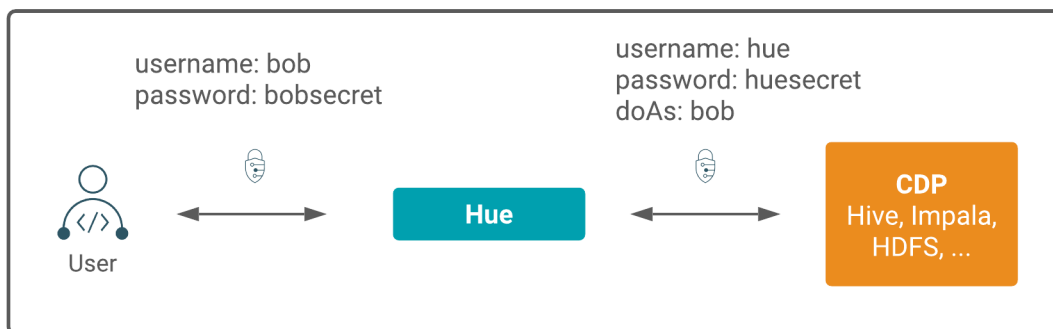 username: bob
password: bobsecret
username: hue
password: huesecret
doAs: bob
</>
User
Hue
CDP
Hive, Impala,
HDFS, ...